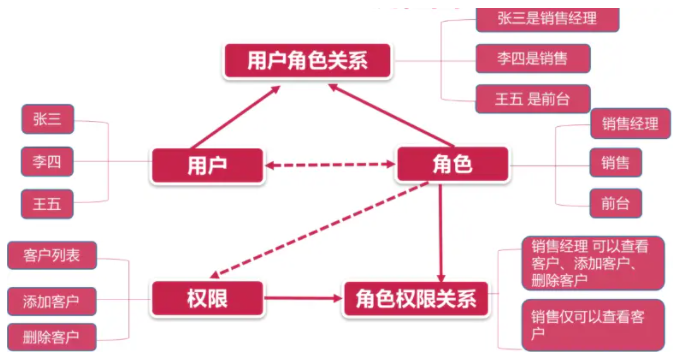 张三是销售经理
用户角色关系
李四是销售
王五 是前台
张三
李四
王五
用户
角色
销售经理
销售
前台
客户列表
添加客户
删除客户
权限
角色权限关系
销售经理 可以查看
客户、添加客户、
删除客户
销售仅可以查看客
户